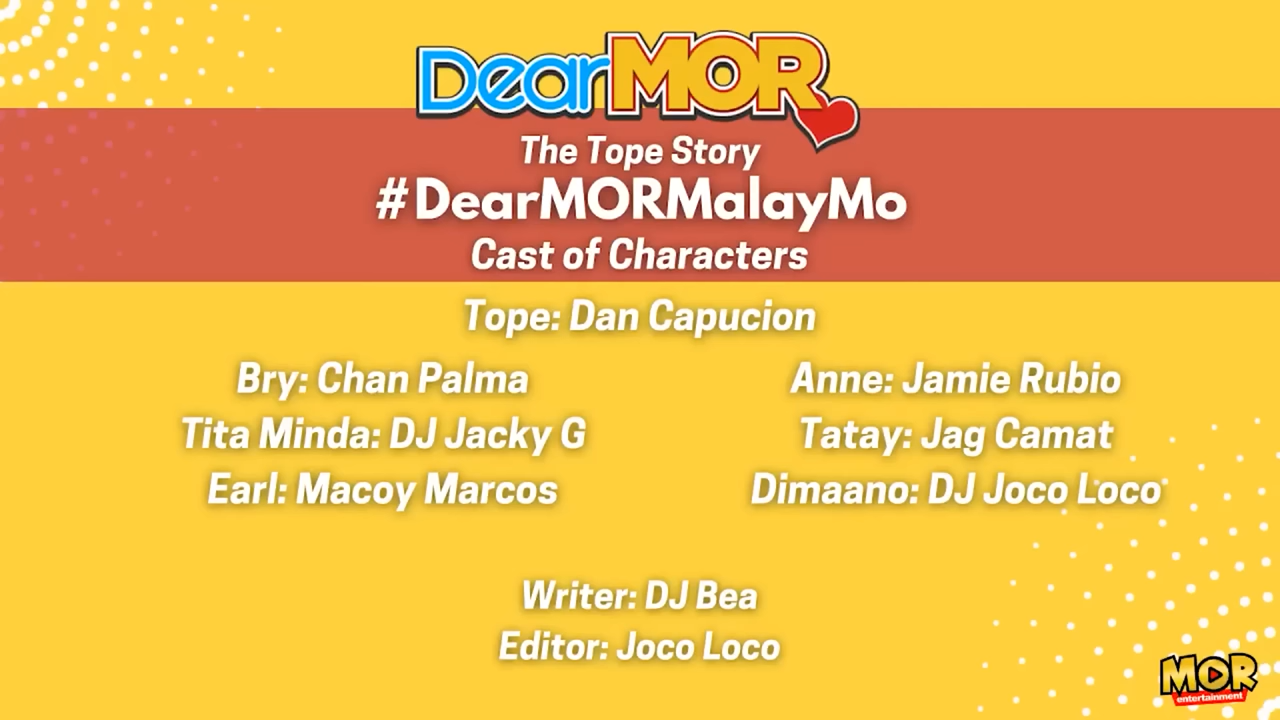 Dear MOR
The Tope Story
#DearMORMalayMo
Cast of Characters
Tope: Dan Capucion
Bry: Chan Palma
Tita Minda: DJ Jacky G
Earl: Macoy Marcos
Anne: Jamie Rubio
Tatay: Jag Camat
Dimaano: DJ Joco Loco
Writer: DJ Bea
Editor: Joco Loco
MOR
entertainment